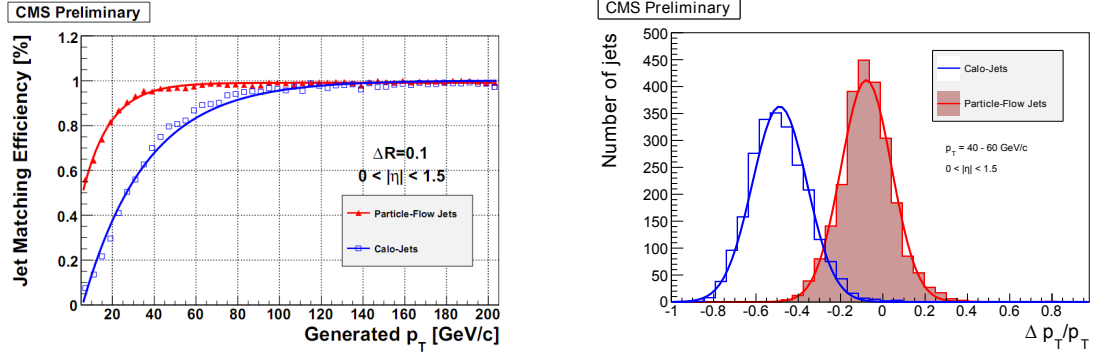 CMS Preliminary
Jet Matching Efficiency [%]
1.2
1
0.8
0.6
0.4
0.2
0
20 40 60 80 100 120 140 160 180 200
Generated p_T [GeV/c]
ΔR=0.1
0 < |η| < 1.5
Particle-Flow Jets
Calo-Jets
CMS Preliminary
Number of jets
500
450
400
350
300
250
200
150
100
50
0
-1 -0.8 -0.6 -0.4 -0.2 0 0.2 0.4 0.6 0.8
Δ p_T/p_T
Calo-Jets
Particle-Flow Jets
p_T = 40 - 60 GeV/c
0 < |η| < 1.5